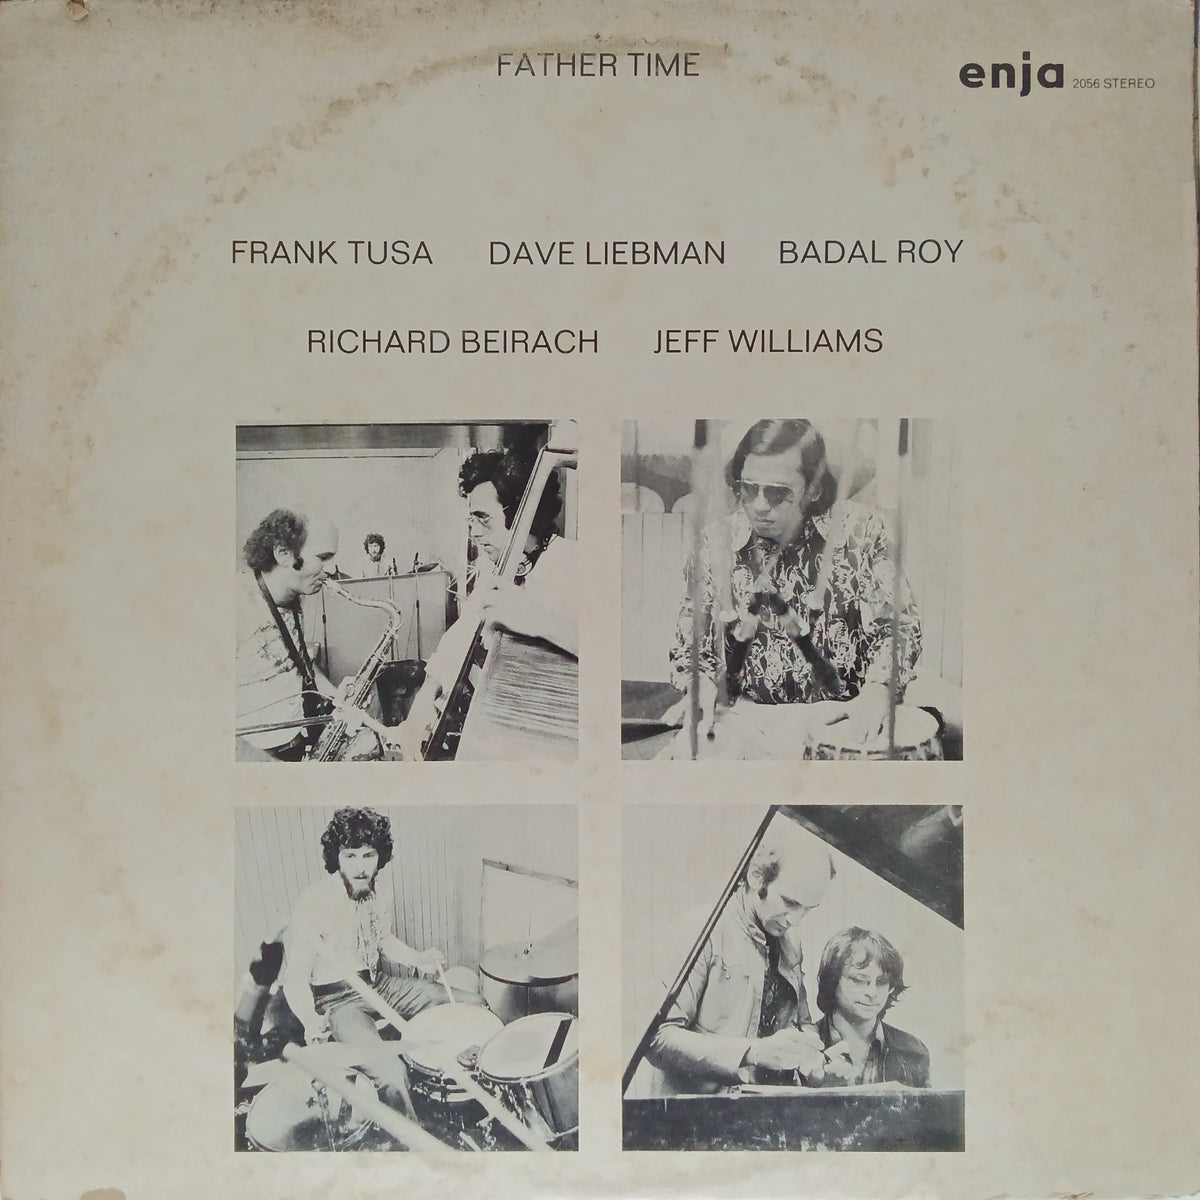 FATHER TIME
enja 2056 STEREO
FRANK TUSA DAVE LIEBMAN BADAL ROY
RICHARD BEIRACH JEFF WILLIAMS